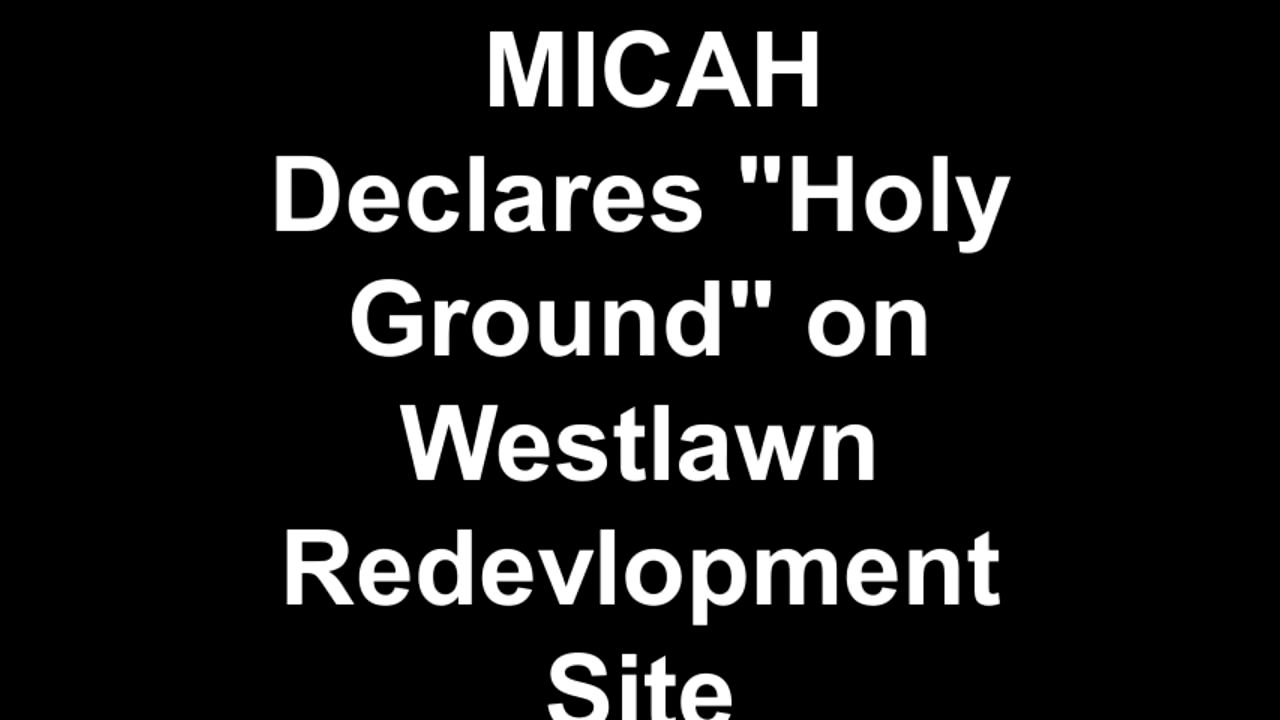 MICAH
Declares "Holy
Ground" on
Westlawn
Redevlopment
Site